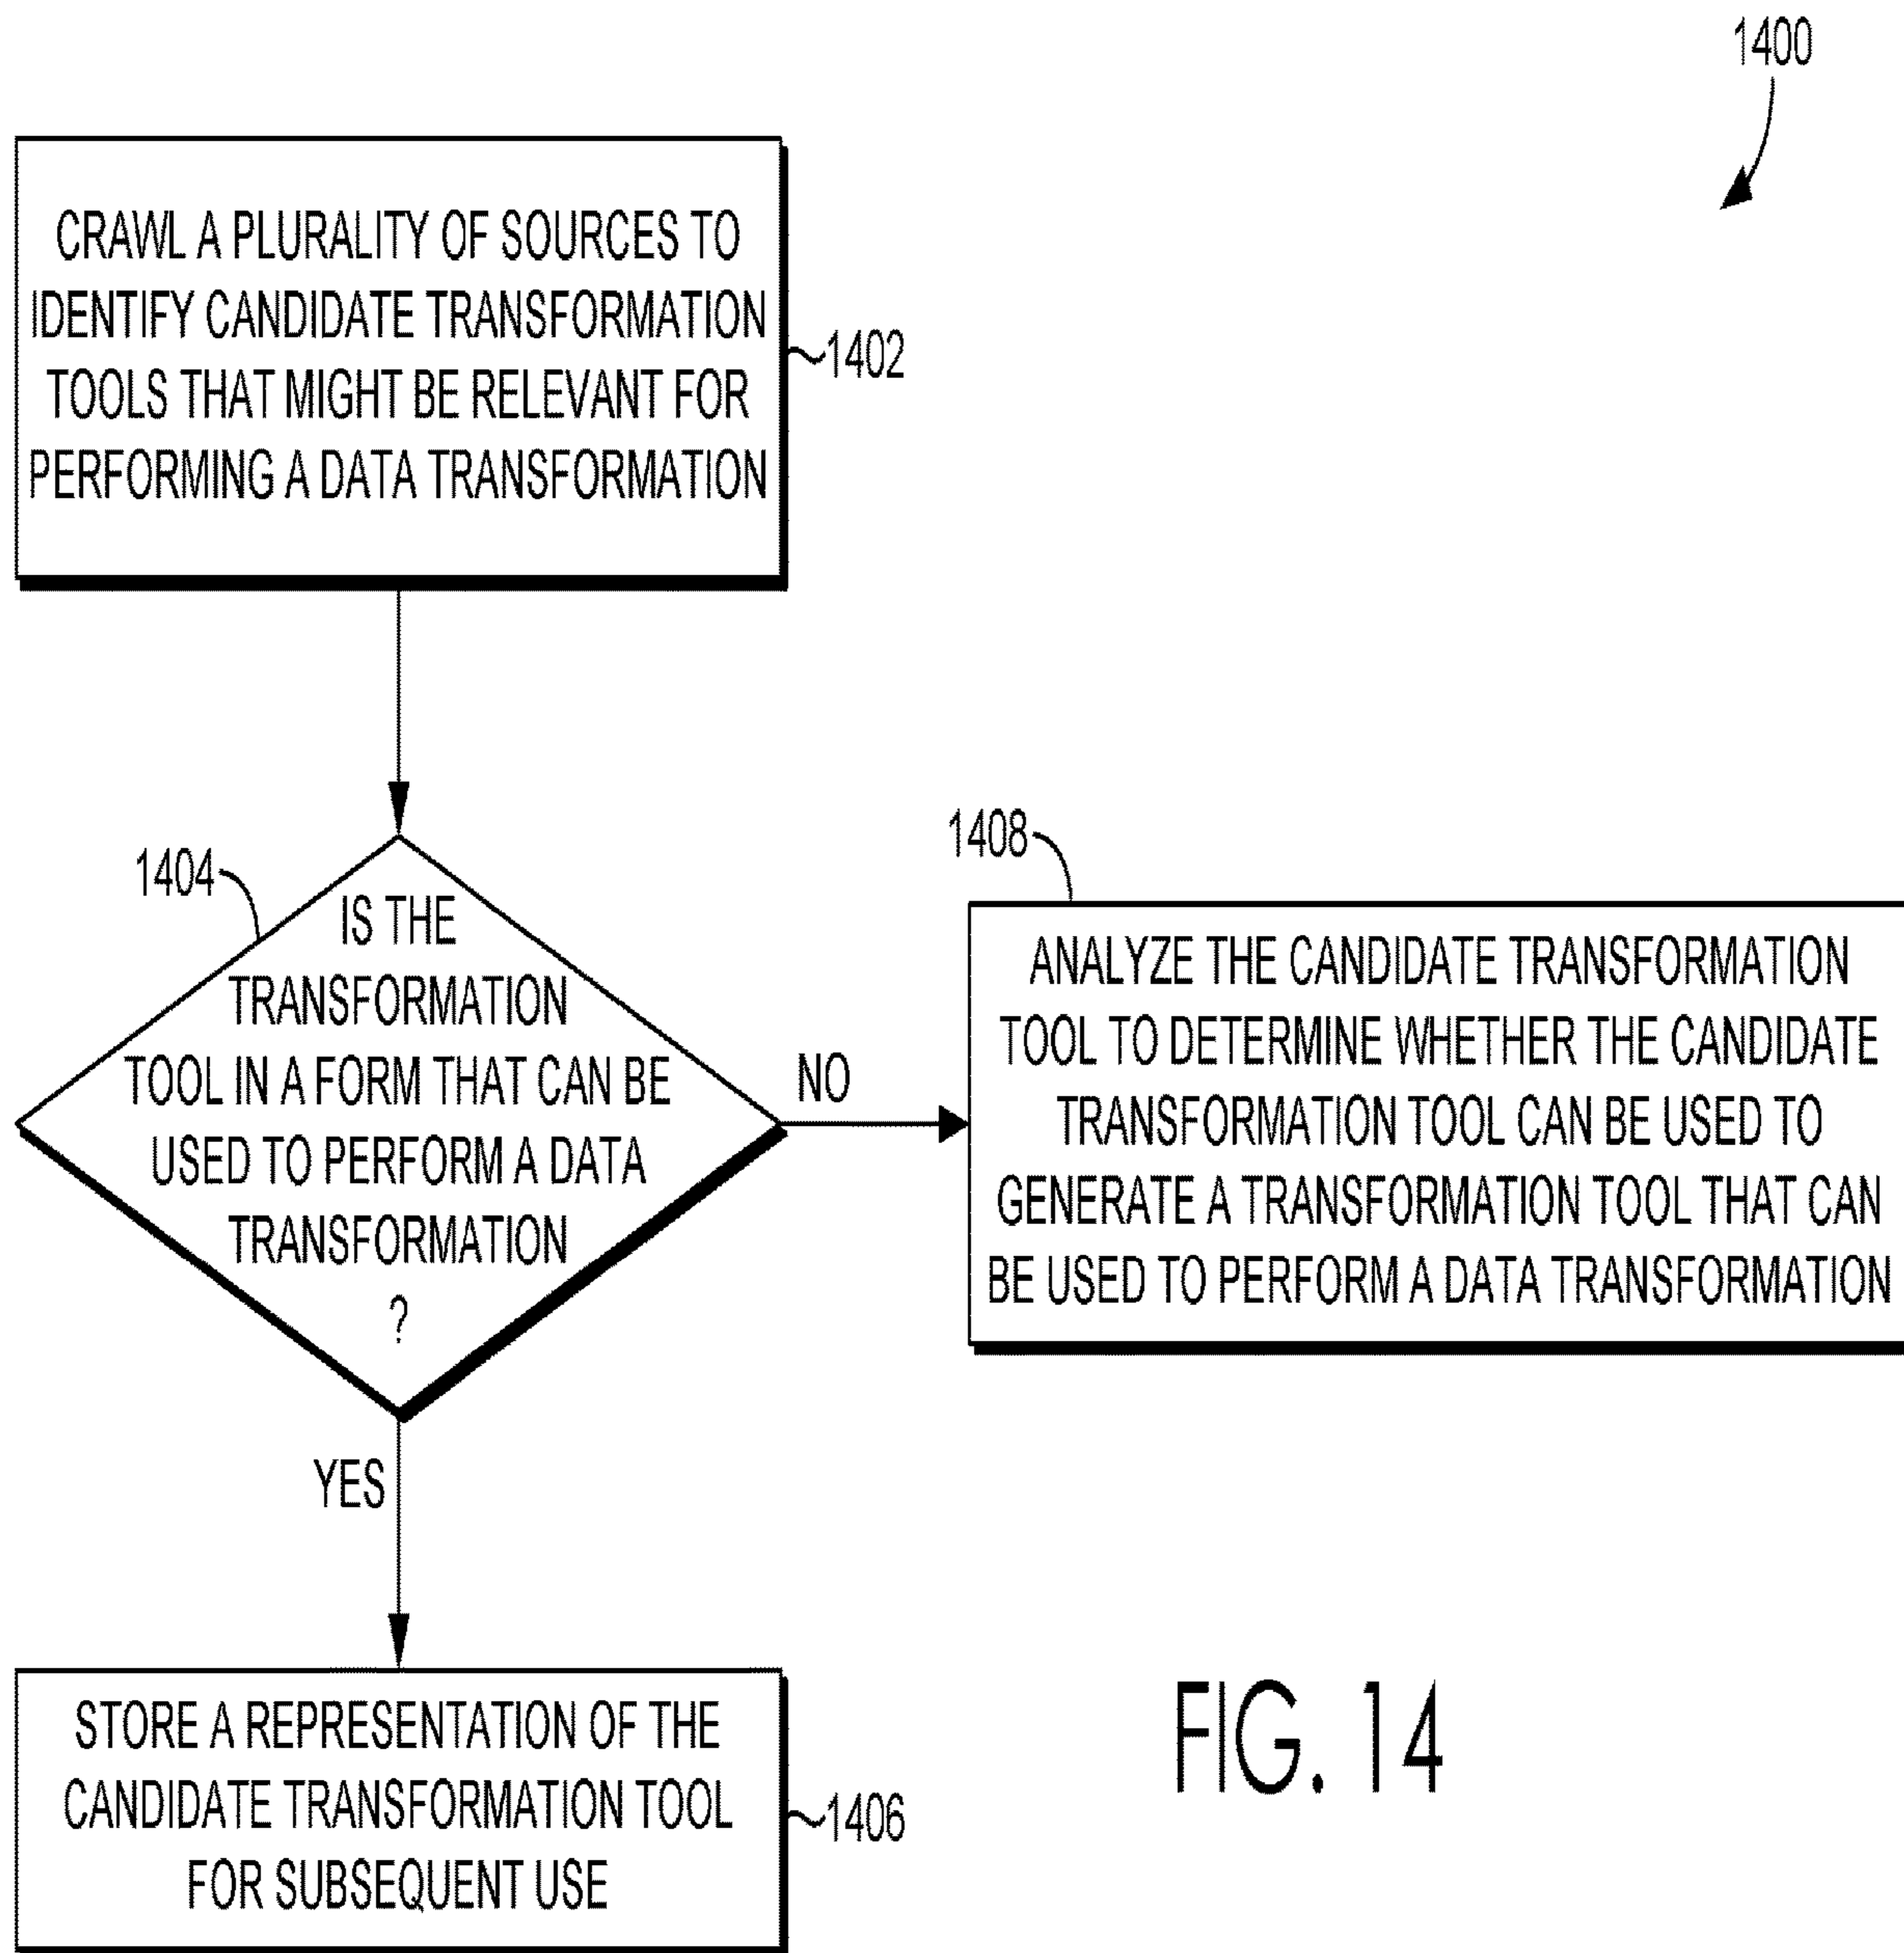 1400
CRAWL A PLURALITY OF SOURCES TO
IDENTIFY CANDIDATE TRANSFORMATION
TOOLS THAT MIGHT BE RELEVANT FOR
PERFORMING A DATA TRANSFORMATION
1402
1404
IS THE
TRANSFORMATION
TOOL IN A FORM THAT CAN BE
USED TO PERFORM A DATA
TRANSFORMATION
?
NO
1408
ANALYZE THE CANDIDATE TRANSFORMATION
TOOL TO DETERMINE WHETHER THE CANDIDATE
TRANSFORMATION TOOL CAN BE USED TO
GENERATE A TRANSFORMATION TOOL THAT CAN
BE USED TO PERFORM A DATA TRANSFORMATION
YES
STORE A REPRESENTATION OF THE
CANDIDATE TRANSFORMATION TOOL
FOR SUBSEQUENT USE
1406
FIG. 14